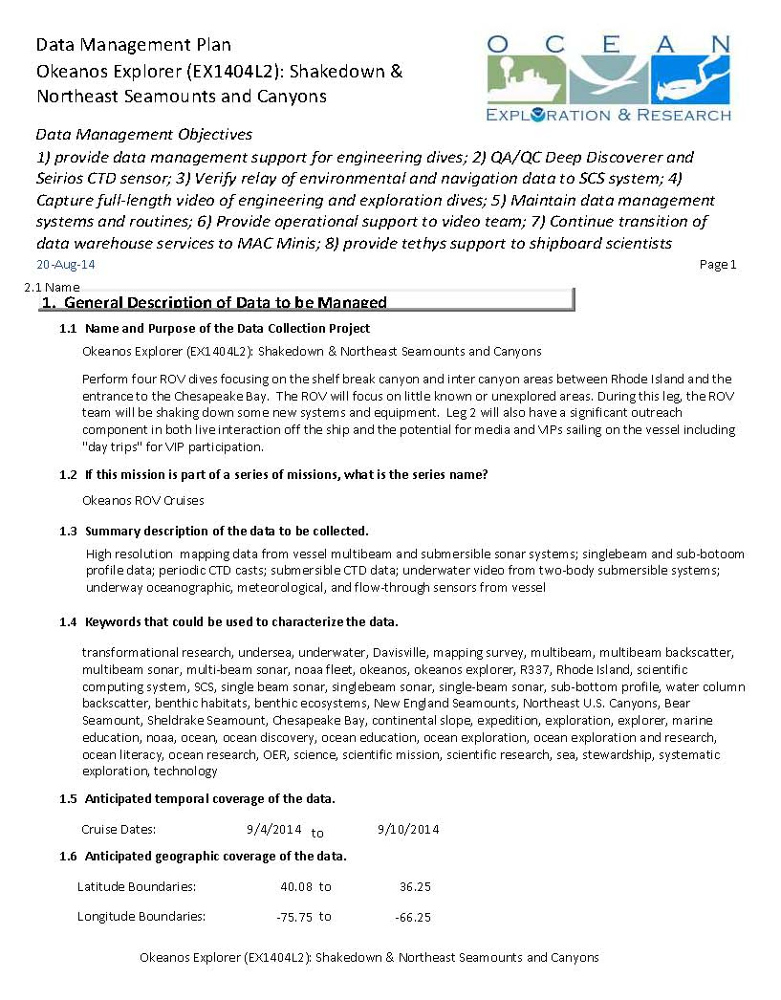 Data Management Plan
Okeanos Explorer (EX1404L2): Shakedown &
Northeast Seamounts and Canyons
OCEAN
EXPLORATION & RESEARCH
Data Management Objectives
1) provide data management support for engineering dives; 2) QA/QC Deep Discoverer and
Seirios CTD sensor; 3) Verify relay of environmental and navigation data to SCS system; 4)
Capture full-length video of engineering and exploration dives; 5) Maintain data management
systems and routines; 6) Provide operational support to video team; 7) Continue transition of
data warehouse services to MAC Minis; 8) provide tethys support to shipboard scientists
20-Aug-14 Page 1
2.1 Name
1. General Description of Data to be Managed
1.1 Name and Purpose of the Data Collection Project
Okeanos Explorer (EX1404L2): Shakedown & Northeast Seamounts and Canyons
Perform four ROV dives focusing on the shelf break canyon and inter canyon areas between Rhode Island and the
entrance to the Chesapeake Bay. The ROV will focus on little known or unexplored areas. During this leg, the ROV
team will be shaking down some new systems and equipment. Leg 2 will also have a significant outreach
component in both live interaction off the ship and the potential for media and VIPs sailing on the vessel including
"day trips" for VIP participation.
1.2 If this mission is part of a series of missions, what is the series name?
Okeanos ROV Cruises
1.3 Summary description of the data to be collected.
High resolution mapping data from vessel multibeam and submersible sonar systems; singlebeam and sub-botoom
profile data; periodic CTD casts; submersible CTD data; underwater video from two-body submersible systems;
underway oceanographic, meteorological, and flow-through sensors from vessel
1.4 Keywords that could be used to characterize the data.
transformational research, undersea, underwater, Davisville, mapping survey, multibeam, multibeam backscatter,
multibeam sonar, multi-beam sonar, noaa fleet, okeanos, okeanos explorer, R337, Rhode Island, scientific
computing system, SCS, single beam sonar, singlebeam sonar, single-beam sonar, sub-bottom profile, water column
backscatter, benthic habitats, benthic ecosystems, New England Seamounts, Northeast U.S. Canyons, Bear
Seamount, Sheldrake Seamount, Chesapeake Bay, continental slope, expedition, exploration, explorer, marine
education, noaa, ocean, ocean discovery, ocean education, ocean exploration, ocean exploration and research,
ocean literacy, ocean research, OER, science, scientific mission, scientific research, sea, stewardship, systematic
exploration, technology
1.5 Anticipated temporal coverage of the data.
Cruise Dates: 9/4/2014 to 9/10/2014
1.6 Anticipated geographic coverage of the data.
Latitude Boundaries: 40.08 to 36.25
Longitude Boundaries: -75.75 to -66.25
Okeanos Explorer (EX1404L2): Shakedown & Northeast Seamounts and Canyons